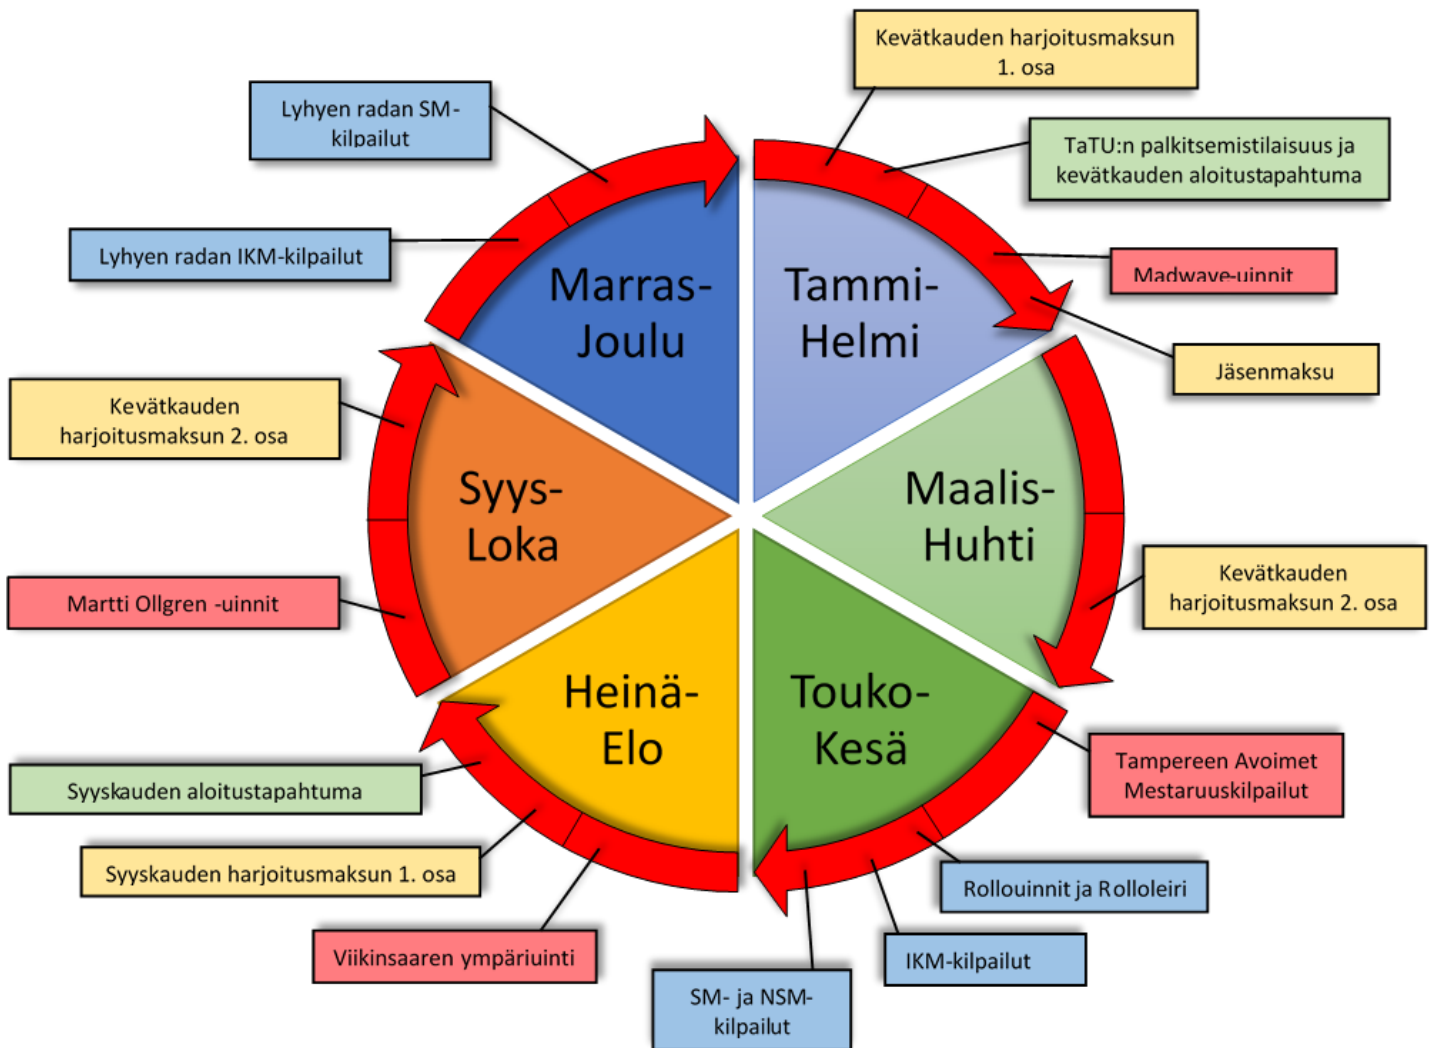 Kevätkauden harjoitusmaksun
1. osa
Lyhyen radan SM-
kilpailut
TaTU:n palkitsemistilaisuus ja
kevätkauden aloitustapahtuma
Lyhyen radan IKM-kilpailut
Marras-
Joulu
Tammi-
Helmi
Madwave-uinnit
Jäsenmaksu
Kevätkauden
harjoitusmaksun 2. osa
Syys-
Loka
Maalis-
Huhti
Martti Ollgren -uinnit
Kevätkauden
harjoitusmaksun 2. osa
Heinä-
Elo
Touko-
Kesä
Tampereen Avoimet
Mestaruuskilpailut
Syyskauden aloitustapahtuma
Syyskauden harjoitusmaksun 1. osa
Rollouinnit ja Rolloleiri
Viikinsaaren ympäriuinti
IKM-kilpailut
SM- ja NSM-
kilpailut